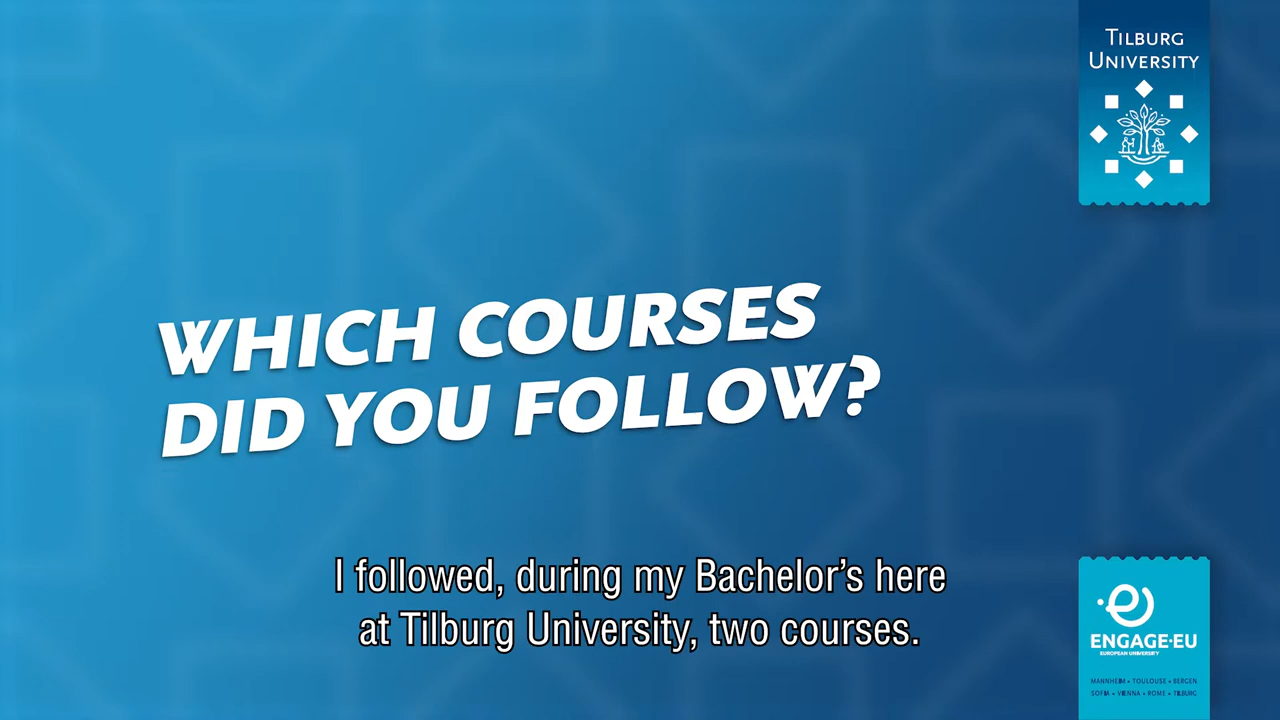 TILBURG
UNIVERSITY
WHICH COURSES
DID YOU FOLLOW?
I followed, during my Bachelor’s here
at Tilburg University, two courses.
ENGAGE•EU
EUROPEAN UNIVERSITY
MANNHEIM • TOULOUSE • BERGEN
SOFIA • VIENNA • ROME • TILBURG